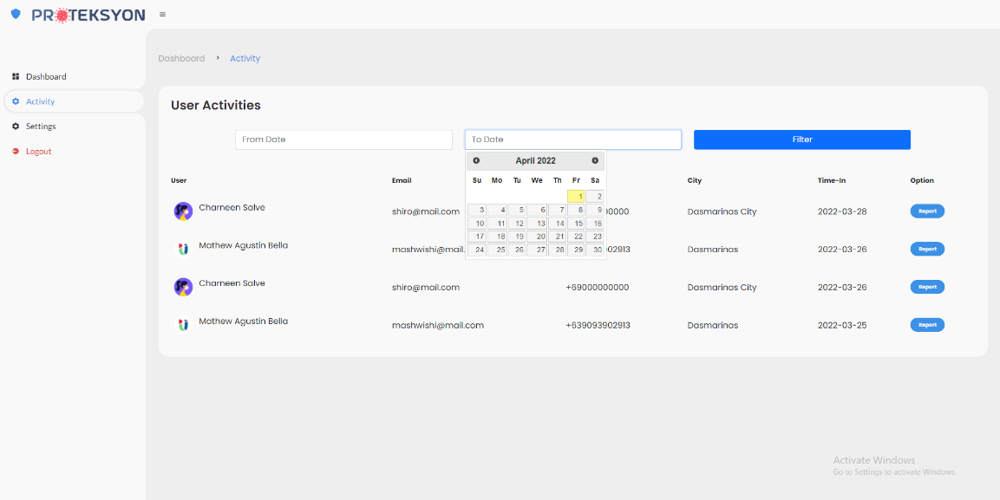 PROTEKSYON
Dashboard
Activity
Settings
Logout
Dashboard > Activity
User Activities
From Date To Date Filter
April 2022
Su Mo Tu We Th Fr Sa
1 2
3 4 5 6 7 8 9
10 11 12 13 14 15 16
17 18 19 20 21 22 23
24 25 26 27 28 29 30
User Email City Time-In Option
Charneen Salve shiro@mail.com 00000 Dasmarinas City 2022-03-28 Report
Mathew Agustin Bella mashwishi@mail. 02913 Dasmarinas 2022-03-26 Report
Charneen Salve shiro@mail.com +69000000000 Dasmarinas City 2022-03-26 Report
Mathew Agustin Bella mashwishi@mail.com +639093902913 Dasmarinas 2022-03-25 Report
Activate Windows
Go to Settings to activate Windows.